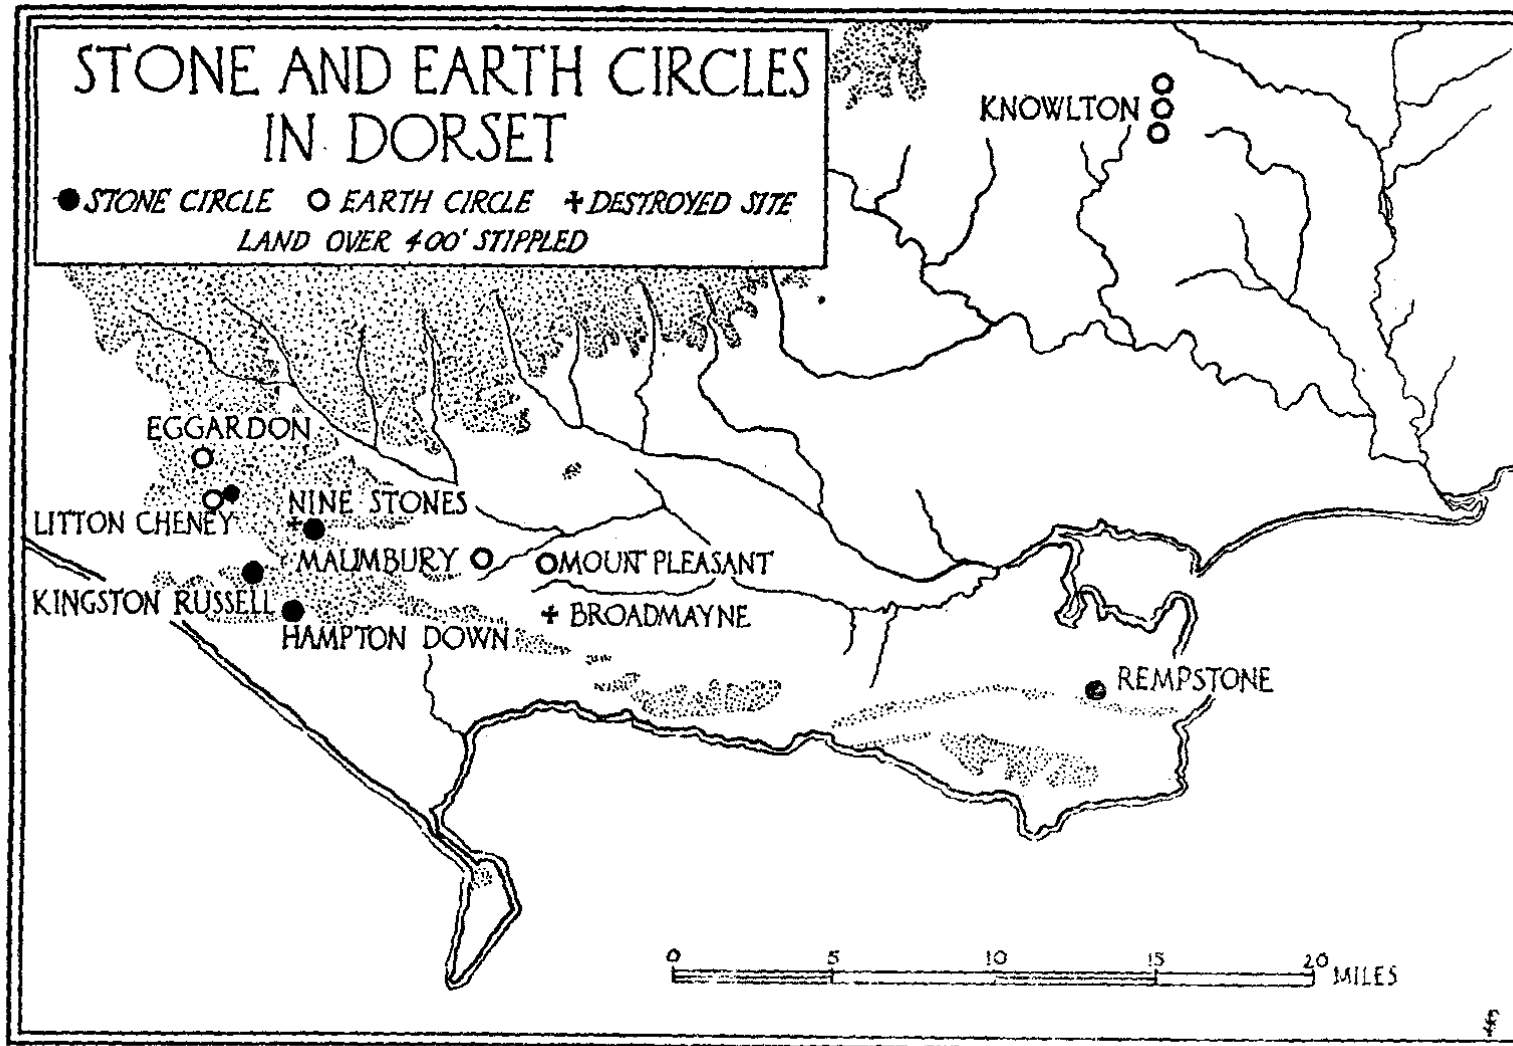 STONE AND EARTH CIRCLES
IN DORSET
STONE CIRCLE EARTH CIRCLE DESTROYED SITE
LAND OVER 400' STIPPLED
KNOWLTON
EGGARDON
NINE STONES
LITTON CHENEY
MAUMBURY
MOUNT PLEASANT
KINGSTON RUSSELL
BROADMAYNE
HAMPTON DOWN
REMPSTONE
0 5 10 15 20 MILES